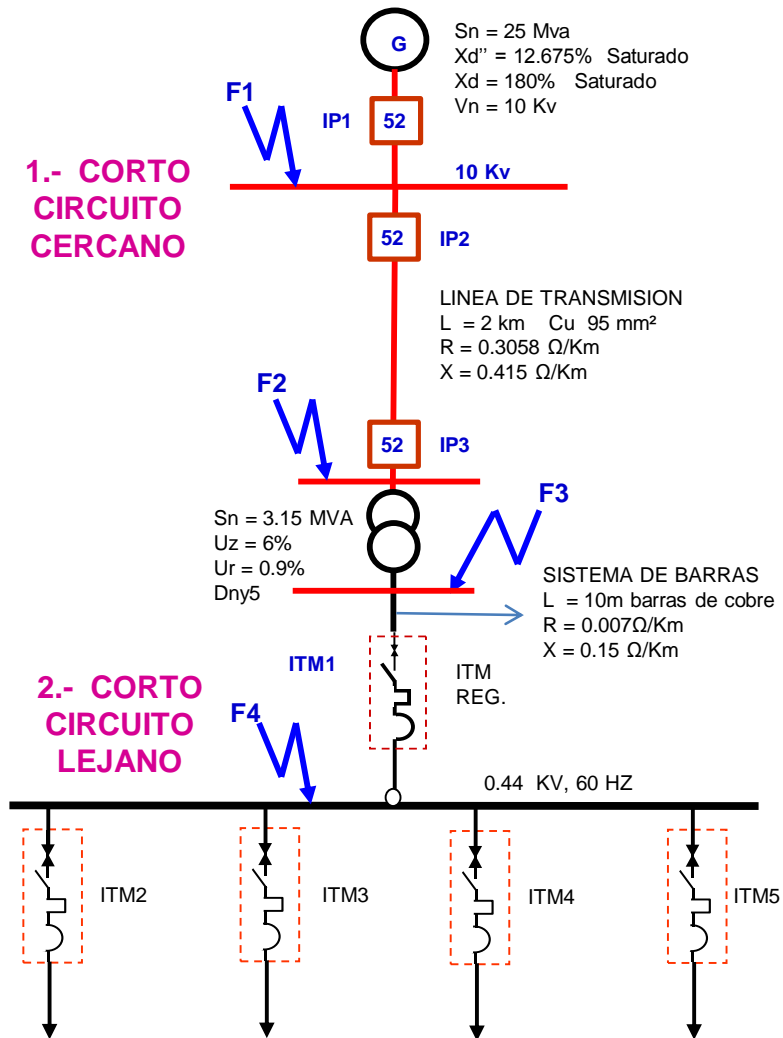 G
Sn = 25 Mva
Xd'' = 12.675% Saturado
Xd = 180% Saturado
Vn = 10 Kv
F1
IP1
52
1.- CORTO
CIRCUITO
CERCANO
10 Kv
52
IP2
LINEA DE TRANSMISION
L = 2 km Cu 95 mm²
R = 0.3058 Ω/Km
X = 0.415 Ω/Km
F2
52
IP3
F3
Sn = 3.15 MVA
Uz = 6%
Ur = 0.9%
Dny5
SISTEMA DE BARRAS
L = 10m barras de cobre
R = 0.007Ω/Km
X = 0.15 Ω/Km
ITM1
ITM
REG.
2.- CORTO
CIRCUITO
LEJANO
F4
0.44 KV, 60 HZ
ITM2
ITM3
ITM4
ITM5